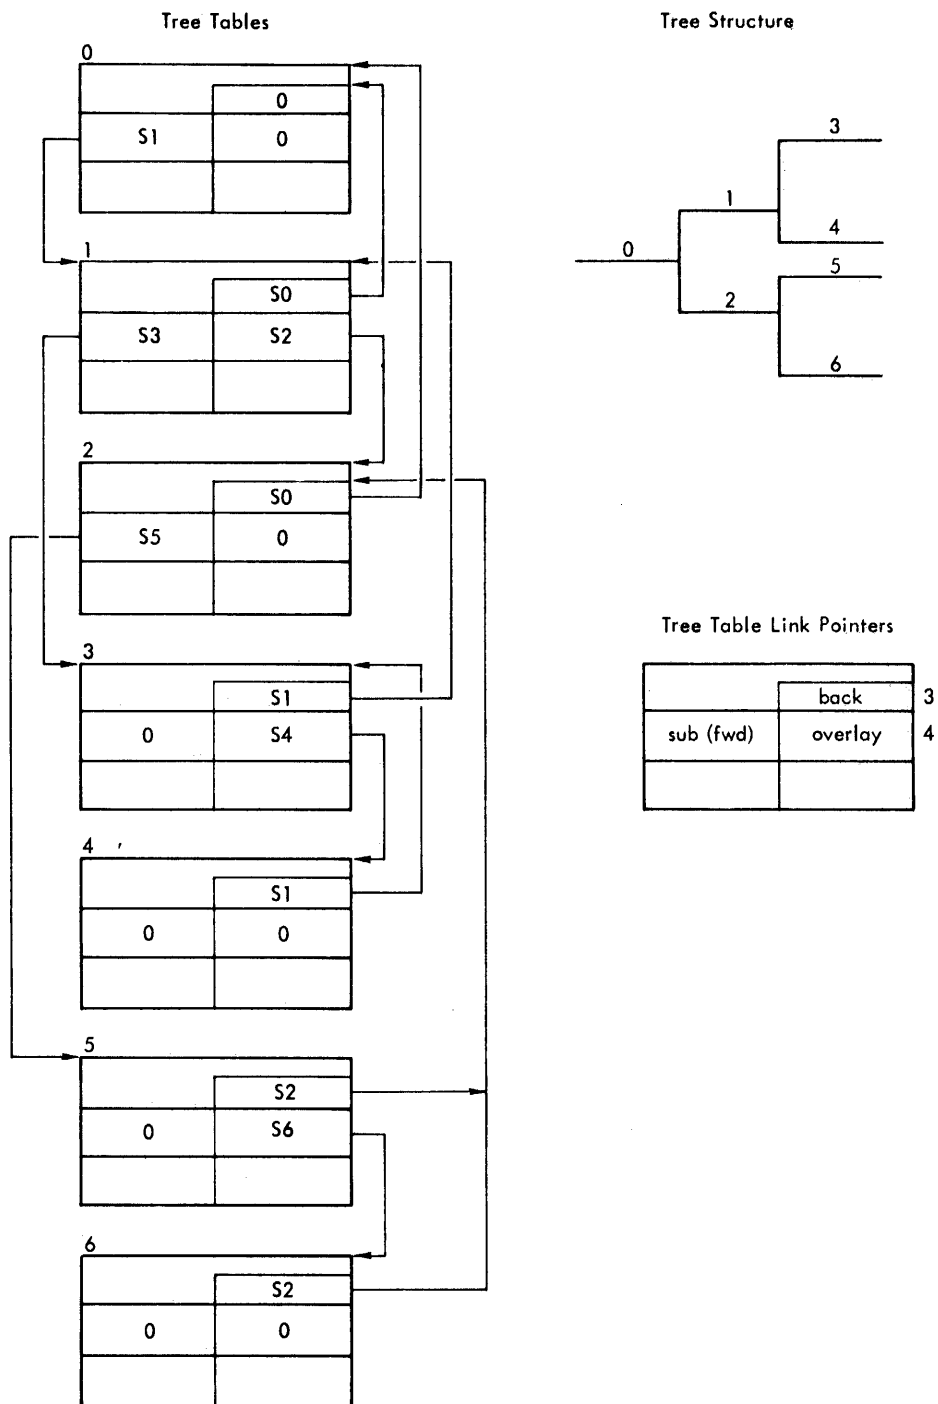 Tree Tables
0
0
S1 0
1
S0
S3 S2
2
S0
S5 0
3
S1
0 S4
4
S1
0 0
5
S2
0 S6
6
S2
0 0
Tree Structure
3
1
4
0
5
2
6
Tree Table Link Pointers
back 3
sub (fwd) overlay 4